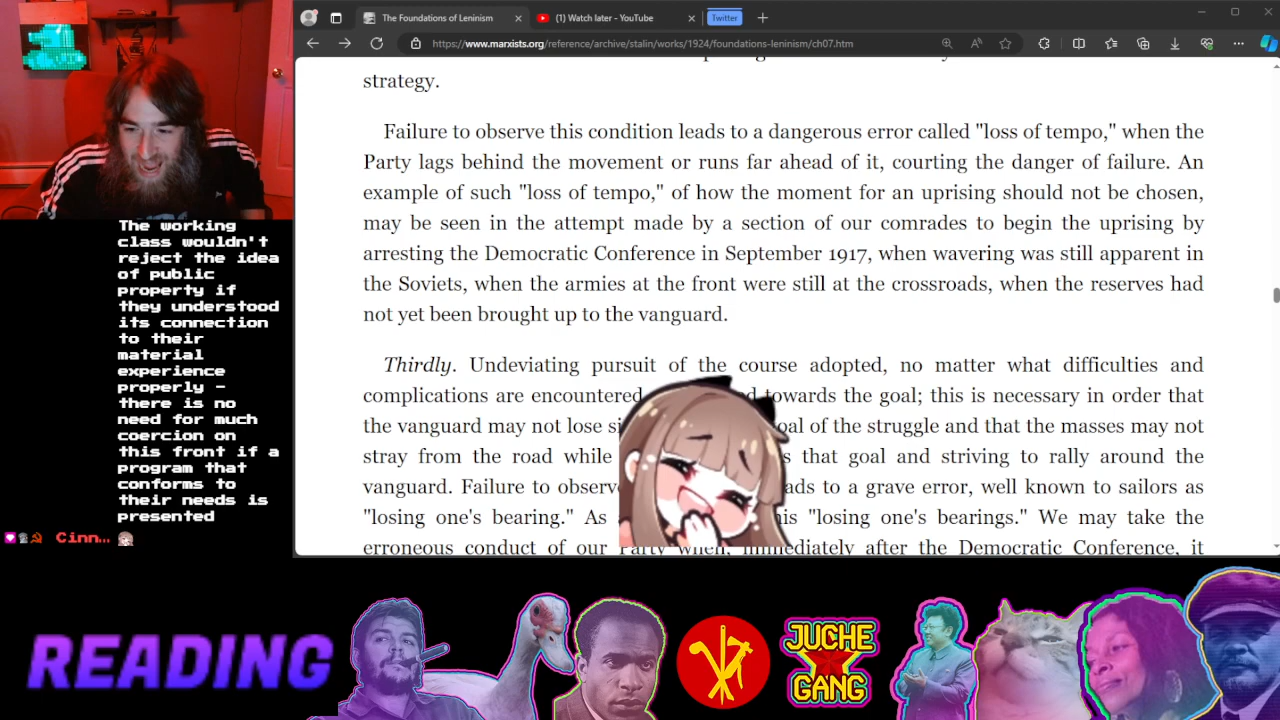 The Foundations of Leninism
(1) Watch later - YouTube
Twitter
https://www.marxists.org/reference/archive/stalin/works/1924/foundations-leninism/ch07.htm
strategy.
Failure to observe this condition leads to a dangerous error called "loss of tempo," when the
Party lags behind the movement or runs far ahead of it, courting the danger of failure. An
example of such "loss of tempo," of how the moment for an uprising should not be chosen,
may be seen in the attempt made by a section of our comrades to begin the uprising by
arresting the Democratic Conference in September 1917, when wavering was still apparent in
the Soviets, when the armies at the front were still at the crossroads, when the reserves had
not yet been brought up to the vanguard.
Thirdly. Undeviating pursuit of the course adopted, no matter what difficulties and
complications are encountered towards the goal; this is necessary in order that
the vanguard may not lose of the struggle and that the masses may not
stray from the road while that goal and striving to rally around the
vanguard. Failure to a grave error, well known to sailors as
"losing one's bearing." As "losing one's bearings." We may take the
erroneous conduct of our Party when, immediately after the Democratic Conference, it
The working
class wouldn't
reject the idea
of public
property if
they understood
its connection
to their
material
experience
properly -
there is no
need for much
coercion on
this front if a
program that
conforms to
their needs is
presented
Cinn...
READING
JUCHE
GANG